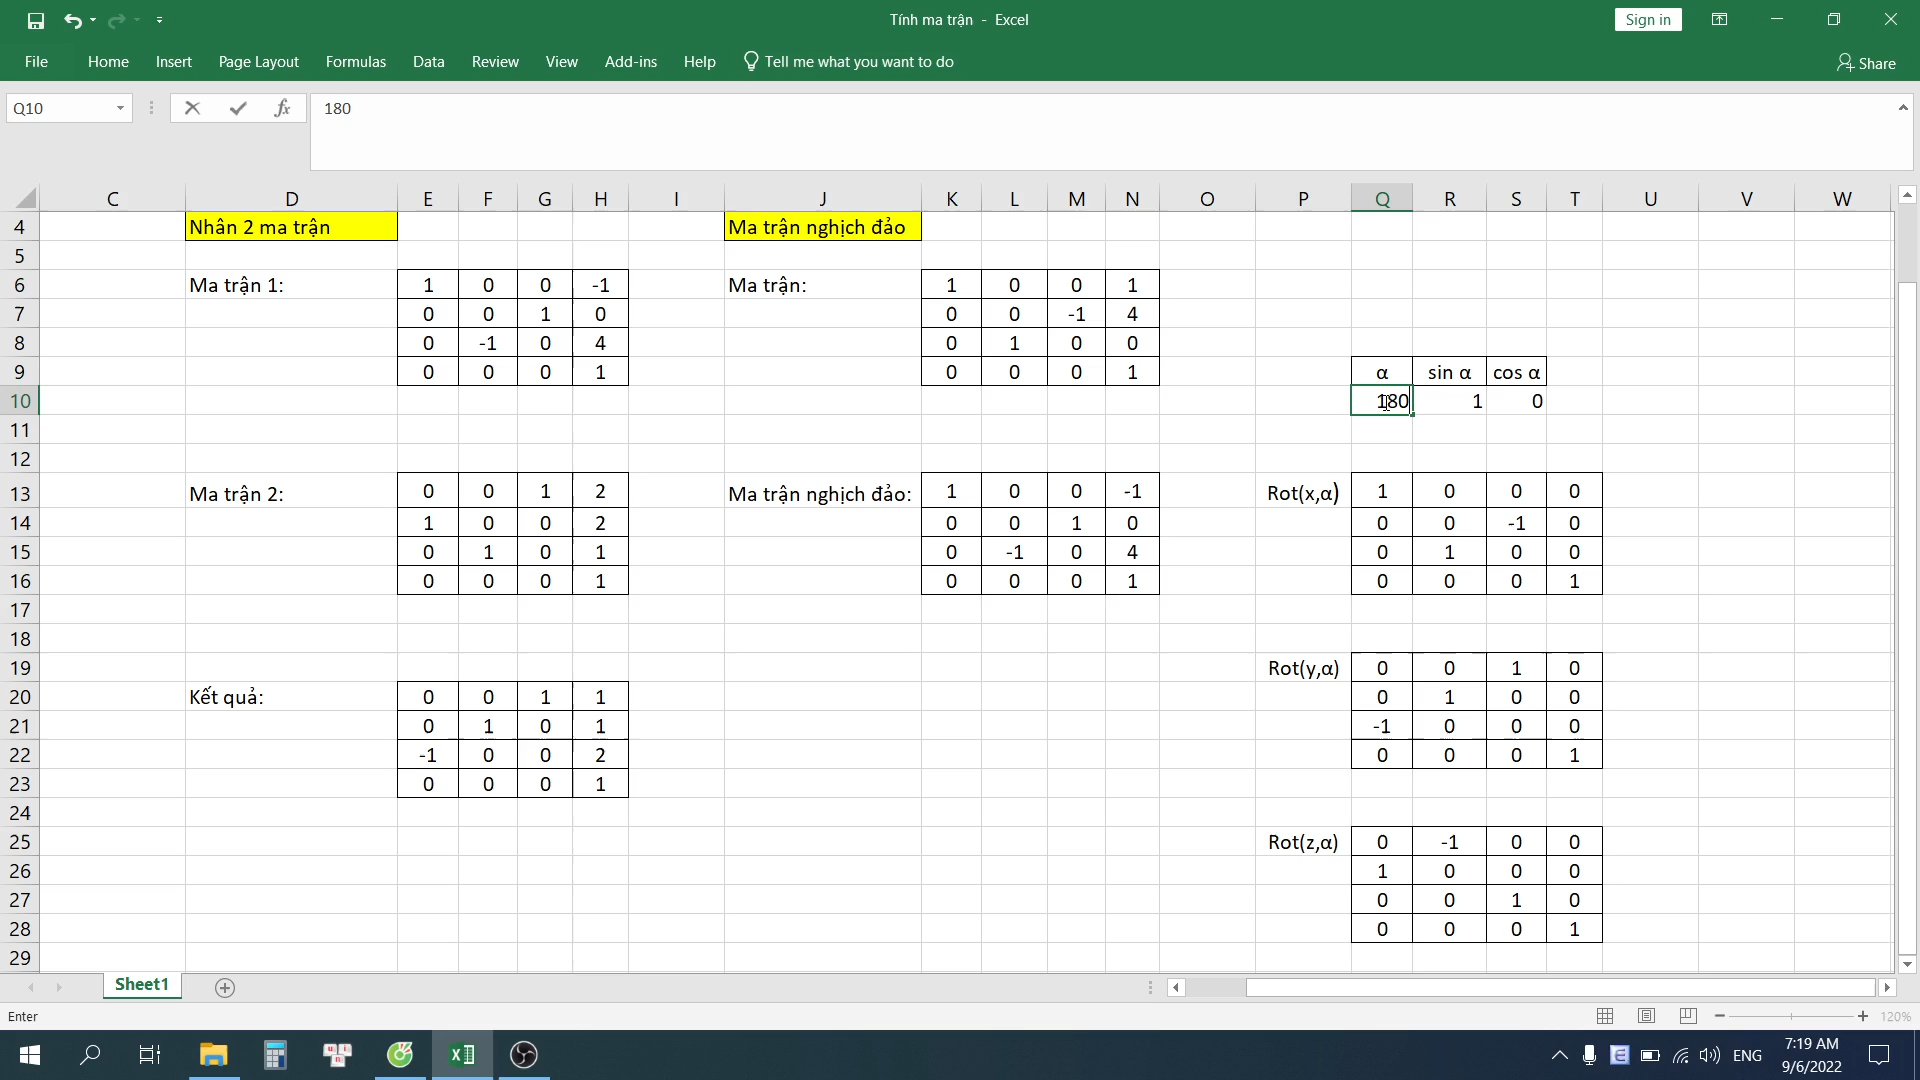 Tính ma trận - Excel
Sign in
File Home Insert Page Layout Formulas Data Review View Add-ins Help Tell me what you want to do
Share
Q10 fx 180
C D E F G H I J K L M N O P Q R S T U V W
4 Nhân 2 ma trận Ma trận nghịch đảo
5
6 Ma trận 1: 1 0 0 -1 Ma trận: 1 0 0 1
7 0 0 1 0 0 0 -1 4
8 0 -1 0 4 0 1 0 0
9 0 0 0 1 0 0 0 1 α sin α cos α
10 180 1 0
11
12
13 Ma trận 2: 0 0 1 2 Ma trận nghịch đảo: 1 0 0 -1 Rot(x,α) 1 0 0 0
14 1 0 0 2 0 0 1 0 0 0 -1 0
15 0 1 0 1 0 -1 0 4 0 1 0 0
16 0 0 0 1 0 0 0 1 0 0 0 1
17
18
19 Rot(y,α) 0 0 1 0
20 Kết quả: 0 0 1 1 0 1 0 0
21 0 1 0 1 -1 0 0 0
22 -1 0 0 2 0 0 0 1
23 0 0 0 1
24
25 Rot(z,α) 0 -1 0 0
26 1 0 0 0
27 0 0 1 0
28 0 0 0 1
29
Sheet1
Enter
120%
7:19 AM
ENG
9/6/2022